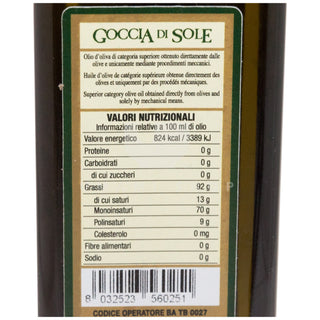 GOCCIA DI SOLE
Olio d'oliva di categoria superiore ottenuto direttamente dalle
olive e unicamente mediante procedimenti meccanici.
Huile d'olive de catégorie supérieure obtenue directement des
olives et uniquement par des procédés mécaniques.
Superior category olive oil obtained directly from olives and
solely by mechanical means.
VALORI NUTRIZIONALI
Informazioni relative a 100 ml di olio
Valore energetico 824 kcal / 3389 kJ
Proteine 0 g
Carboidrati 0 g
di cui zuccheri 0 g
Grassi 92 g
di cui saturi 13 g
Monoinsaturi 70 g
Polinsaturi 9 g
Colesterolo 0 mg
Fibre alimentari 0 g
Sodio 0 g
8 032523 560251
CODICE OPERATORE BA TB 0027